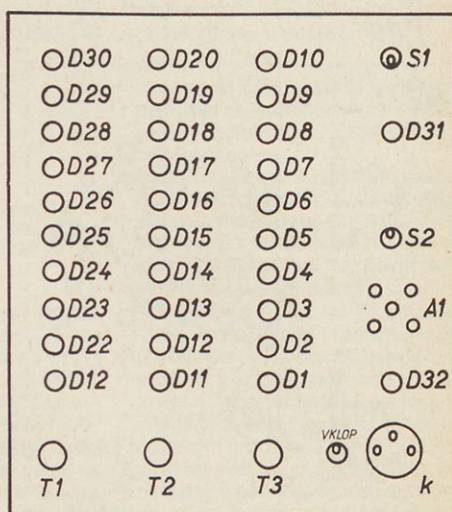 D30 D20 D10 S1
D29 D19 D9
D28 D18 D8 D31
D27 D17 D7
D26 D16 D6
D25 D15 D5 S2
D24 D14 D4
D23 D13 D3 A1
D22 D12 D2
D12 D11 D1 D32
VKLOP
T1 T2 T3 k